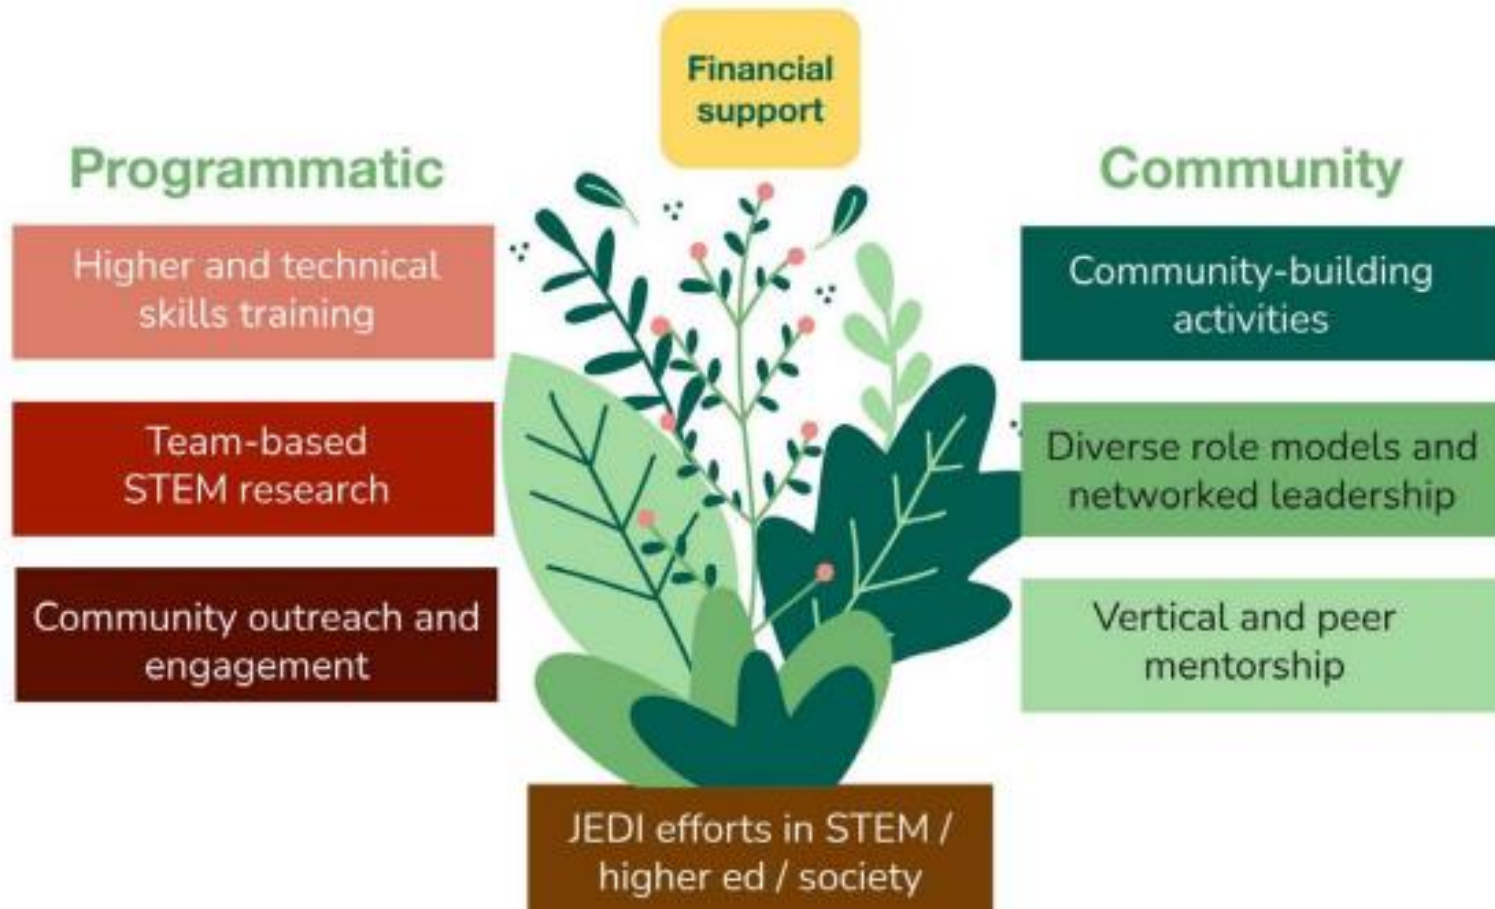 Financial
support
Programmatic
Higher and technical
skills training
Team-based
STEM research
Community outreach and
engagement
Community
Community-building
activities
Diverse role models and
networked leadership
Vertical and peer
mentorship
JEDI efforts in STEM /
higher ed / society